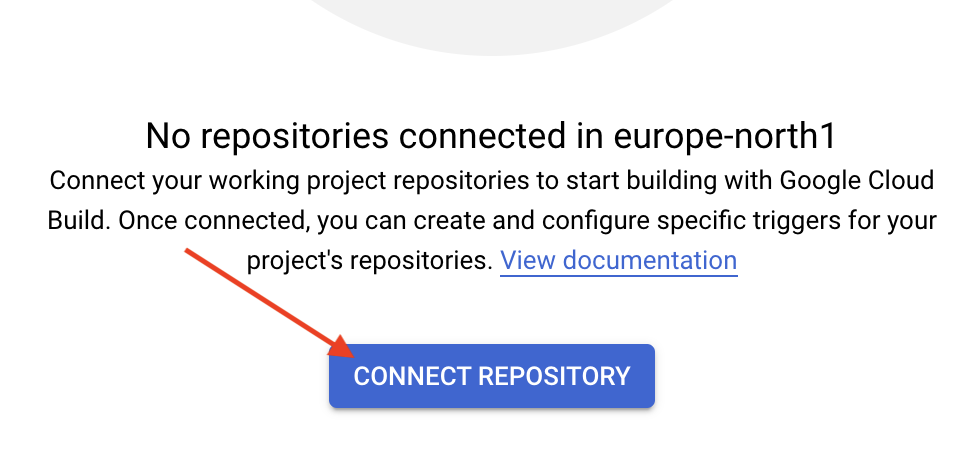 No repositories connected in europe-north1
Connect your working project repositories to start building with Google Cloud
Build. Once connected, you can create and configure specific triggers for your
project's repositories. View documentation
CONNECT REPOSITORY